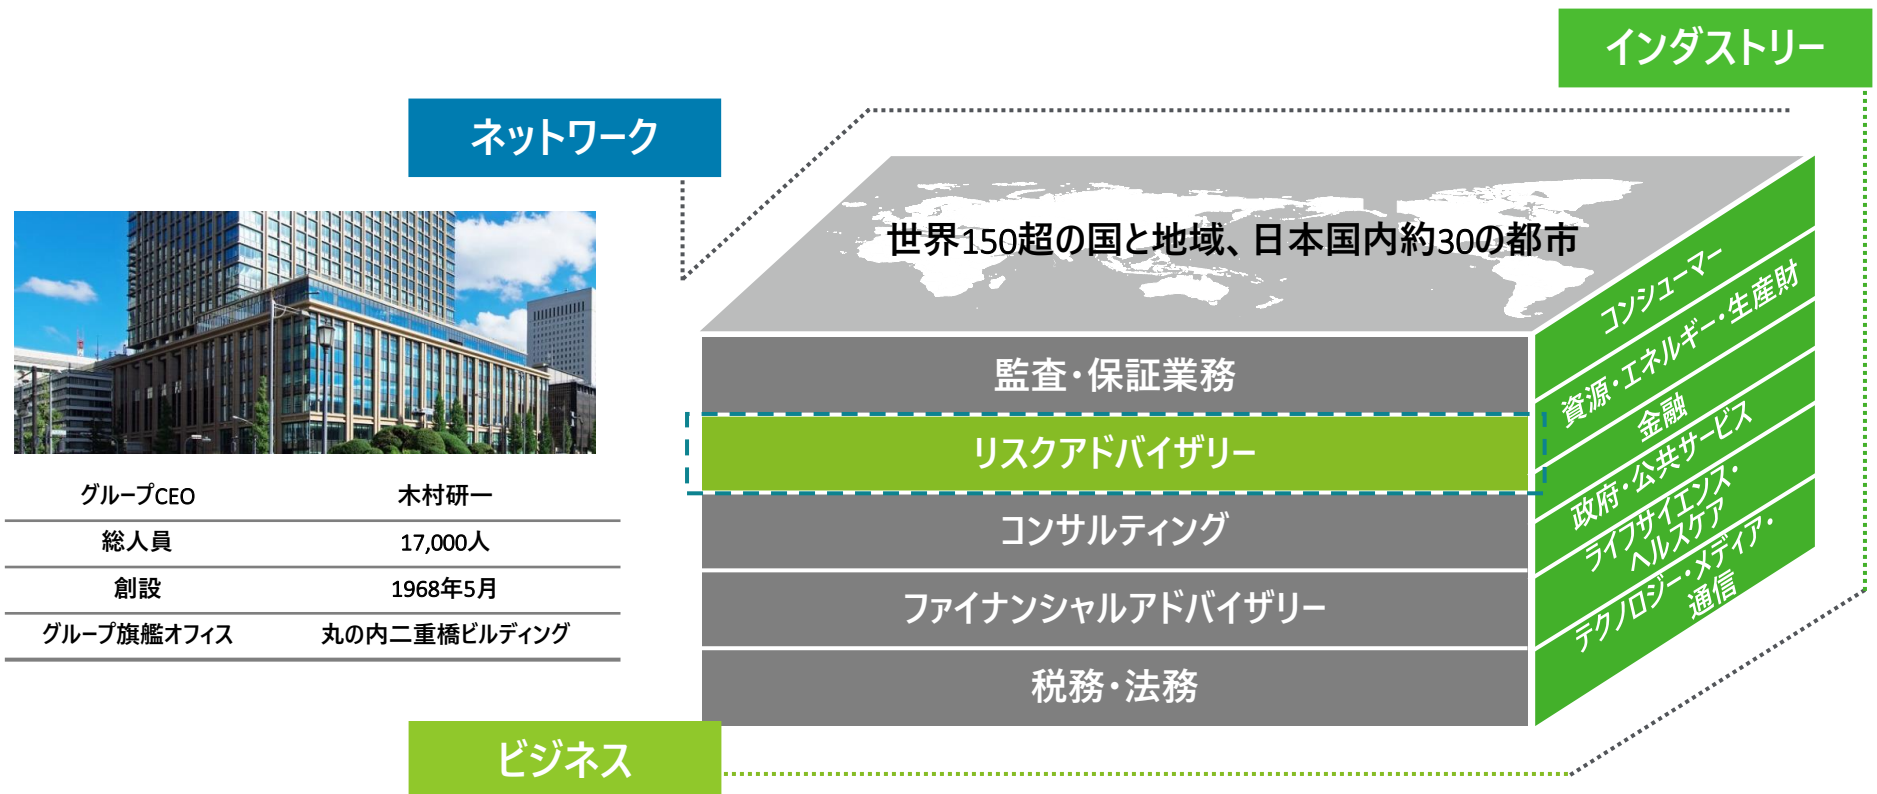 インダストリー
ネットワーク
世界150超の国と地域、日本国内約30の都市
監査・保証業務
リスクアドバイザリー
コンサルティング
ファイナンシャルアドバイザリー
税務・法務
コンシューマー
資源・エネルギー・生産財
金融
政府・公共サービス
ライフサイエンス・
ヘルスケア
テクノロジー・メディア・
通信
グループCEO 木村研一
総人員 17,000人
創設 1968年5月
グループ旗艦オフィス 丸の内二重橋ビルディング
ビジネス